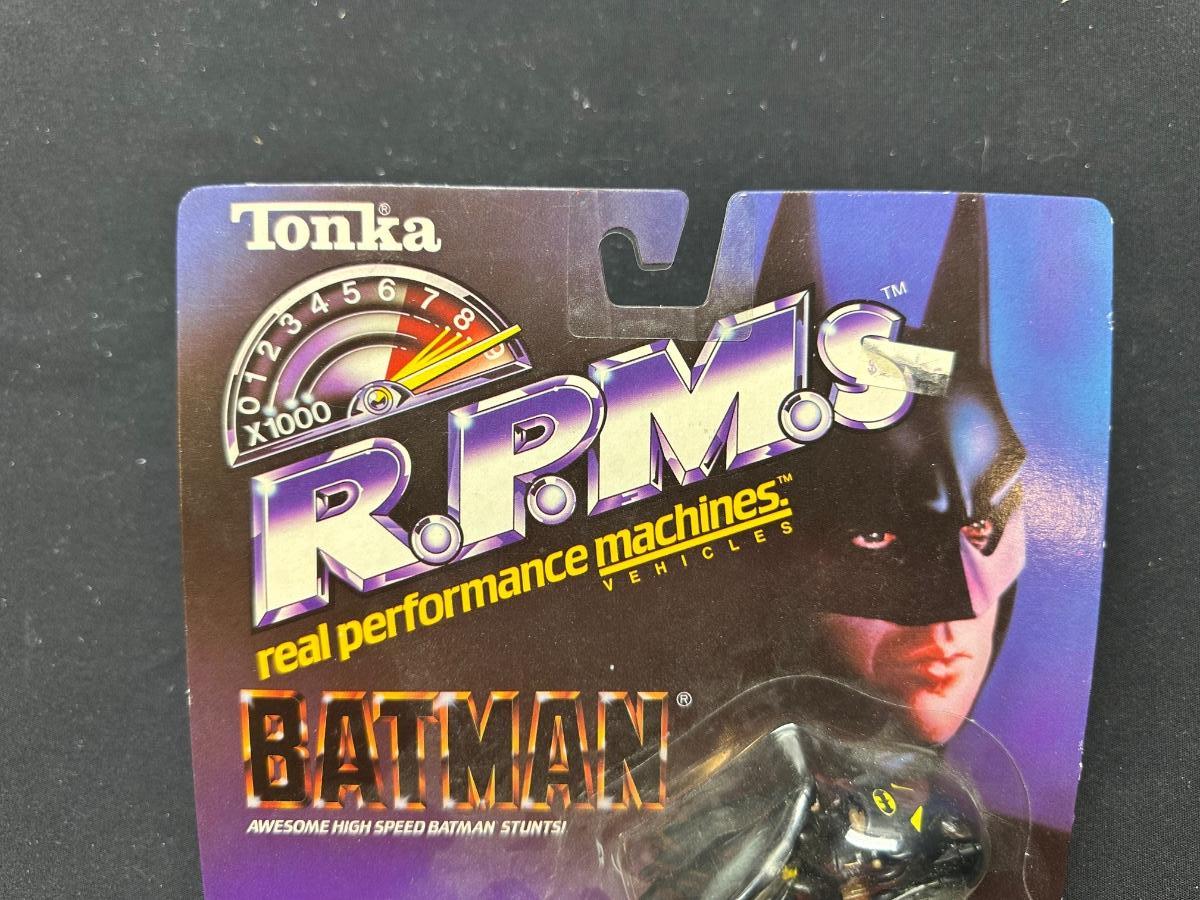 Tonka®
0 1 2 3 4 5 6 7 8 9
X1000
R.P.M.s™
real performance machines.™
VEHICLES
BATMAN®
AWESOME HIGH SPEED BATMAN STUNTS!